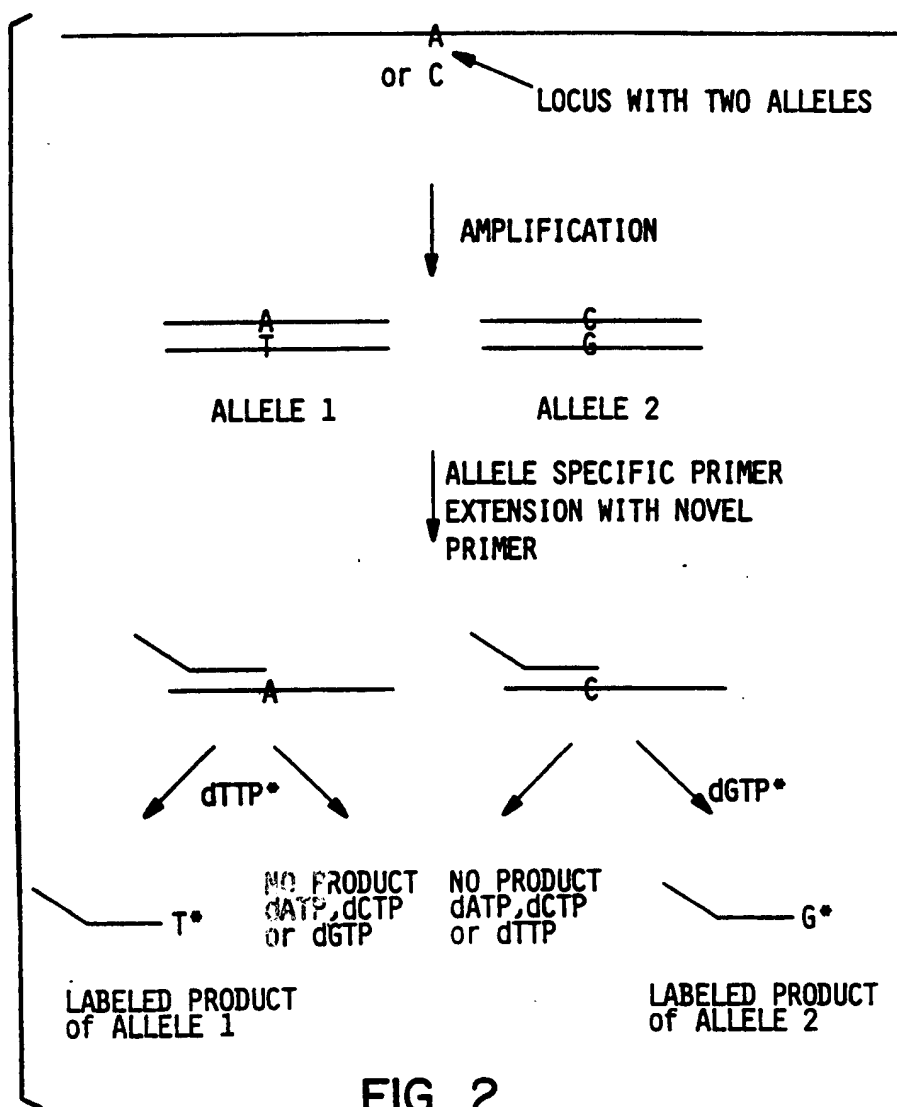 A
or C
LOCUS WITH TWO ALLELES
AMPLIFICATION
A
T
C
G
ALLELE 1
ALLELE 2
ALLELE SPECIFIC PRIMER
EXTENSION WITH NOVEL
PRIMER
A
C
dTTP*
dGTP*
T*
NO PRODUCT
dATP,dCTP
or dGTP
NO PRODUCT
dATP,dCTP
or dTTP
G*
LABELED PRODUCT
of ALLELE 1
LABELED PRODUCT
of ALLELE 2
FIG. 2